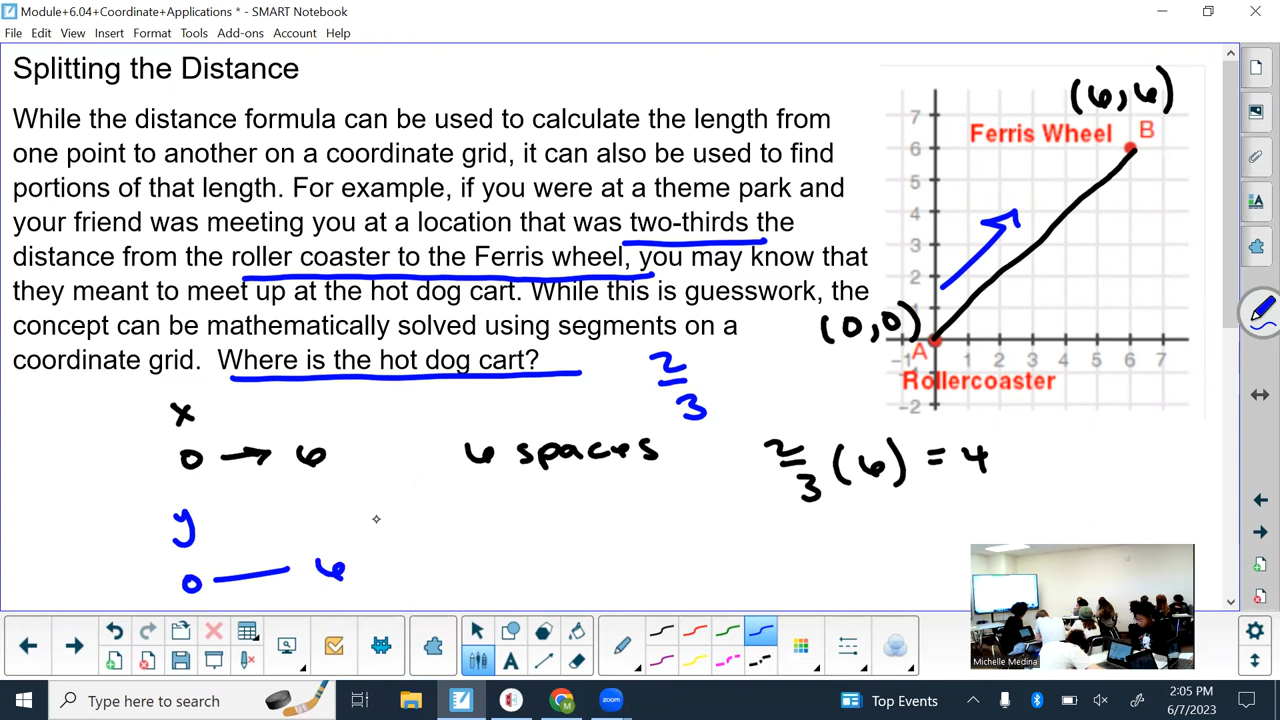 Module+6.04+Coordinate+Applications * - SMART Notebook
File Edit View Insert Format Tools Add-ons Account Help
Splitting the Distance
While the distance formula can be used to calculate the length from
one point to another on a coordinate grid, it can also be used to find
portions of that length. For example, if you were at a theme park and
your friend was meeting you at a location that was two-thirds the
distance from the roller coaster to the Ferris wheel, you may know that
they meant to meet up at the hot dog cart. While this is guesswork, the
concept can be mathematically solved using segments on a
coordinate grid. Where is the hot dog cart?
(6,6)
Ferris Wheel B
7
6
5
4
3
2
1
(0,0)
A
-1 1 2 3 4 5 6 7
Rollercoaster
-2
2/3
x
0 → 6 6 spaces 2/3 (6) = 4
y
0 — 6
Michelle Medina
Type here to search
Top Events
2:05 PM
6/7/2023